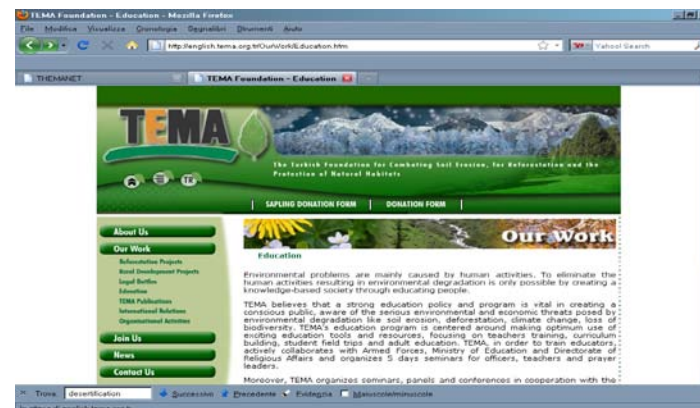 TEMA Foundation - Education - Mozilla Firefox
File Modifica Visualizza Cronologia Segnalibri Strumenti Aiuto
http://english.tema.org.tr/OurWork/Education.htm
Yahoo! Search
THEMANET
TEMA Foundation - Education
TEMA
The Turkish Foundation for Combating Soil Erosion, for Reforestation and the
Protection of Natural Habitats
TR
| SAPLING DONATION FORM | DONATION FORM |
About Us
Our Work
Reforestation Projects
Rural Development Projects
Legal Battles
Education
TEMA Publications
International Relations
Organisational Activities
Join Us
News
Contact Us
Our Work
Education
Environmental problems are mainly caused by human activities. To eliminate the
human activities resulting in environmental degradation is only possible by creating a
knowledge-based society through educating people.
TEMA believes that a strong education policy and program is vital in creating a
conscious public, aware of the serious environmental and economic threats posed by
environmental degradation like soil erosion, deforestation, climate change, loss of
biodiversity. TEMA's education program is centered around making optimum use of
exciting education tools and resources, focusing on teachers training, curriculum
building, student field trips and adult education. TEMA, in order to train educators,
actively collaborates with Armed Forces, Ministry of Education and Directorate of
Religious Affairs and organizes 5 days seminars for officers, teachers and prayer
leaders.
Moreover, TEMA organizes seminars, panels and conferences in cooperation with the
Trova: desertification Successivo Precedente Evidenzia Maiuscole/minuscole